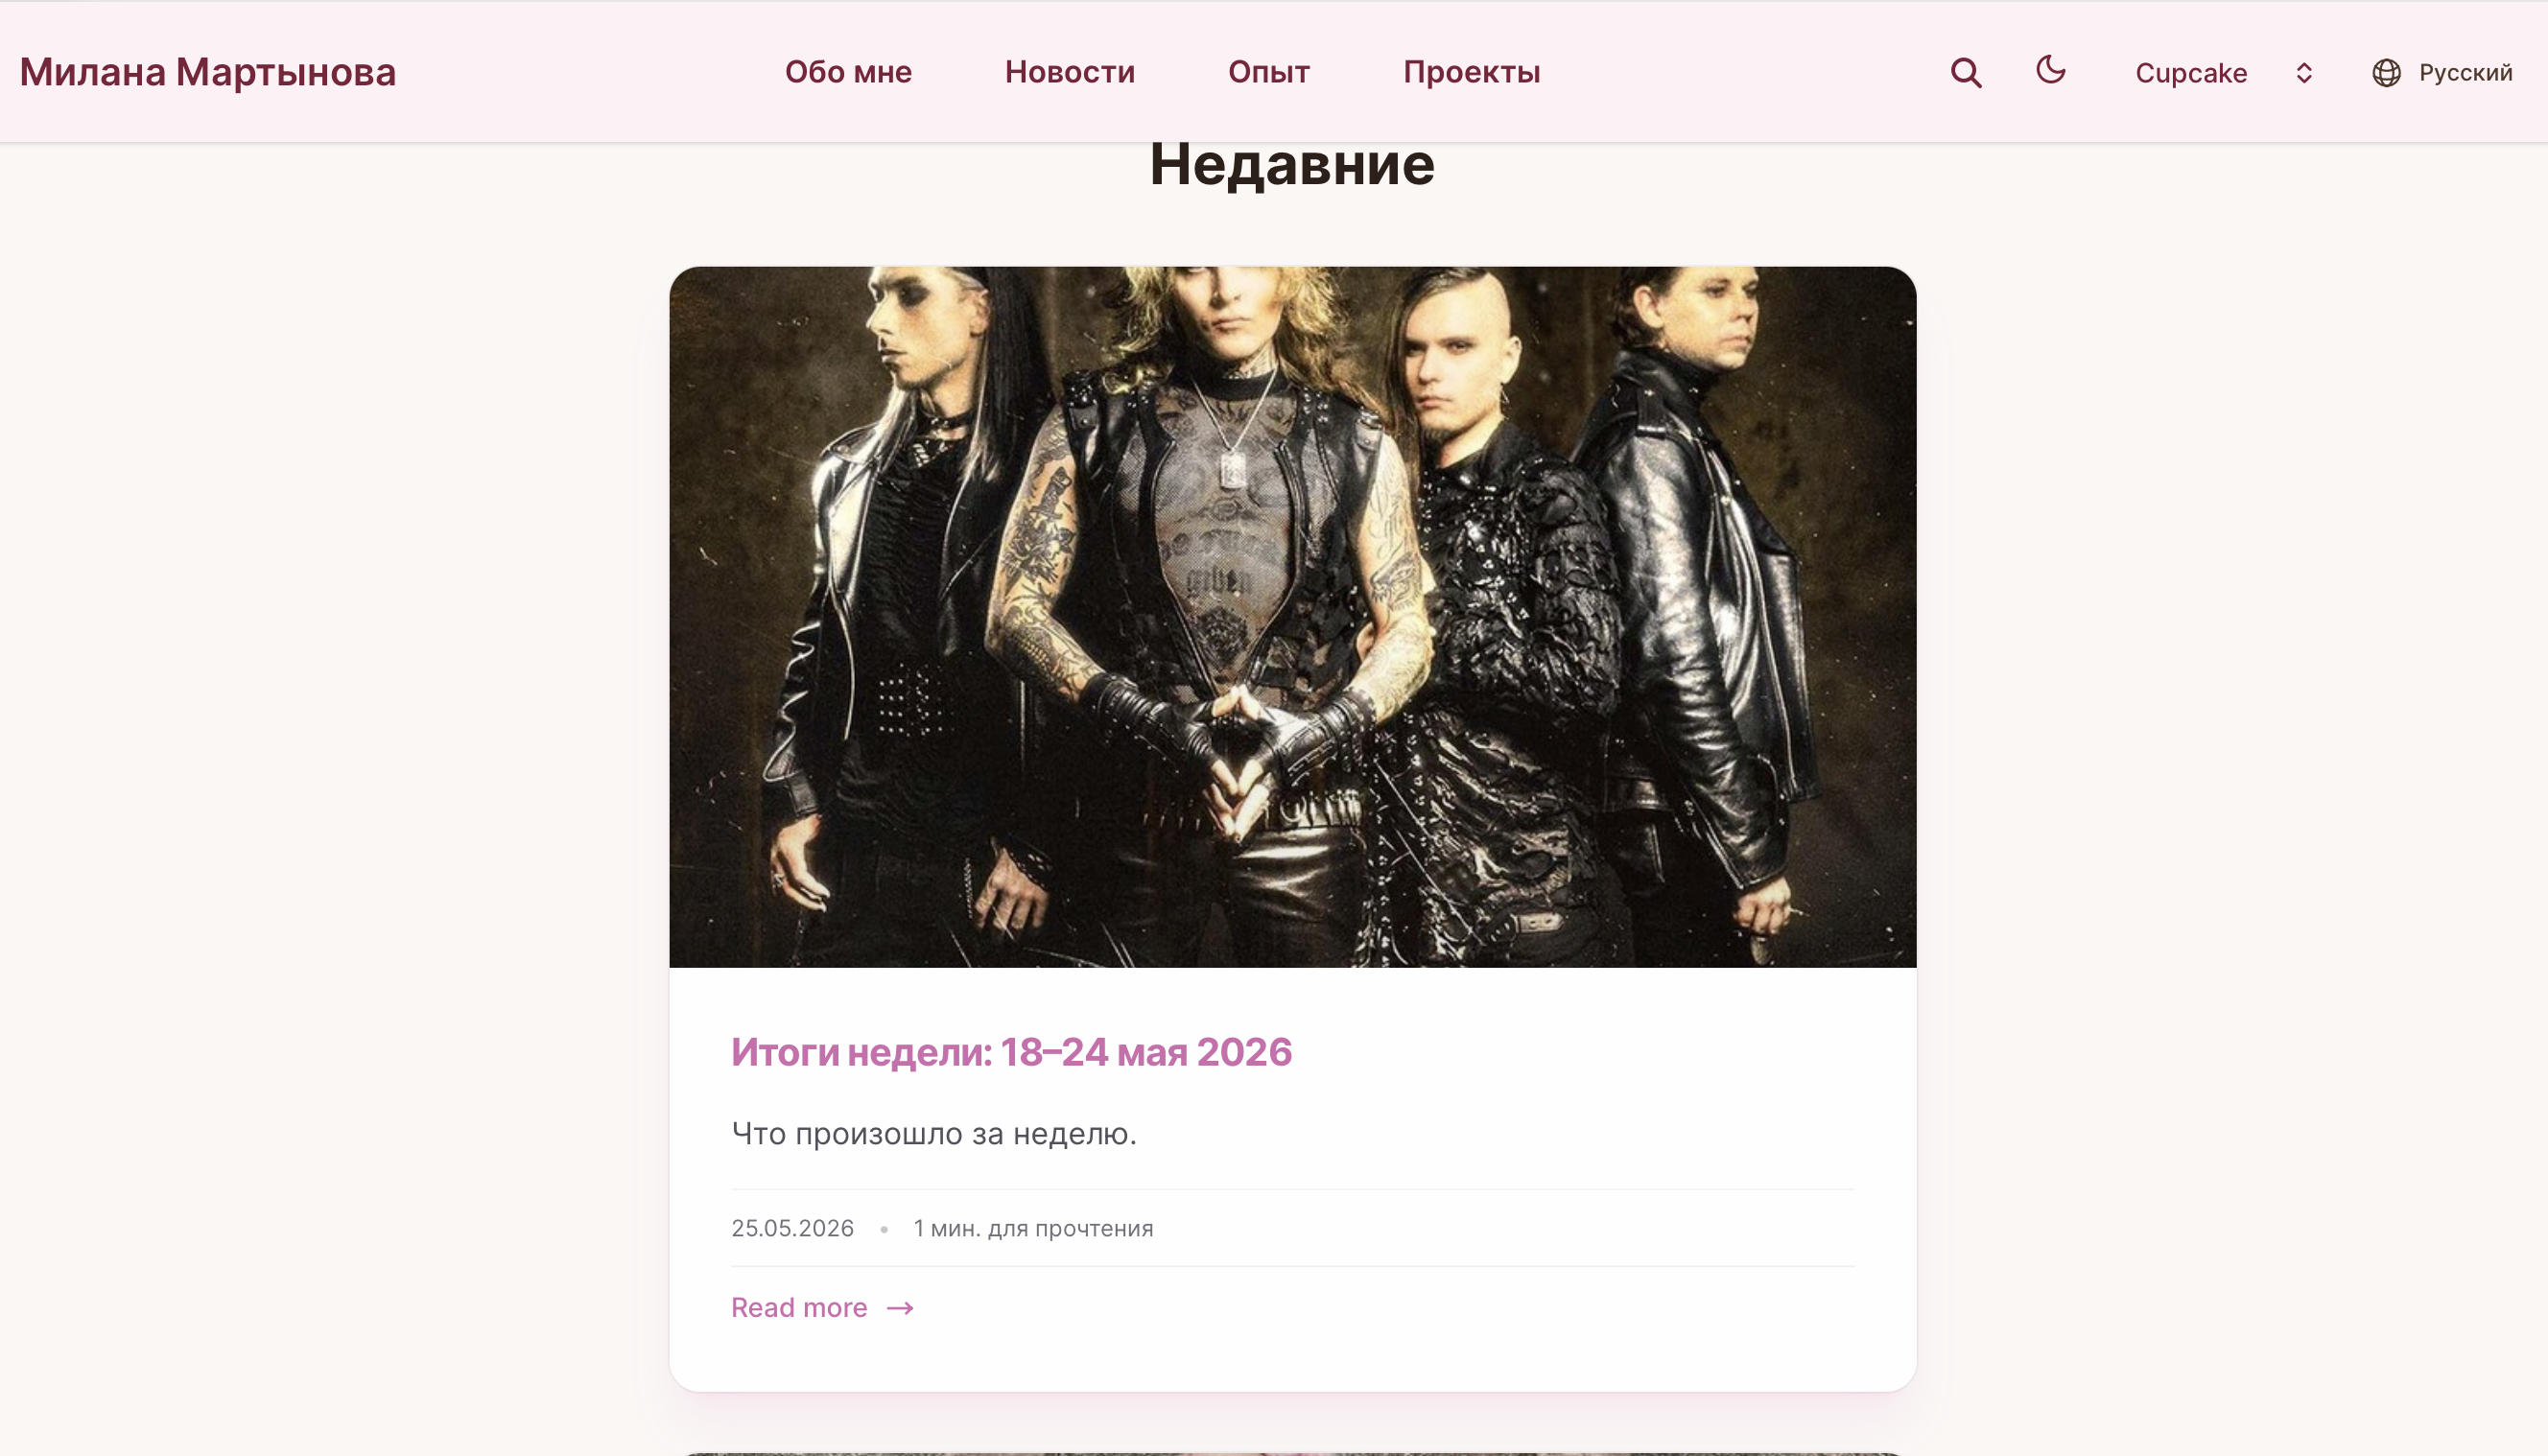 Милана Мартынова
Обо мне
Новости
Опыт
Проекты
Cupcake
Русский
Недавние
Итоги недели: 18–24 мая 2026
Что произошло за неделю.
25.05.2026 • 1 мин. для прочтения
Read more →